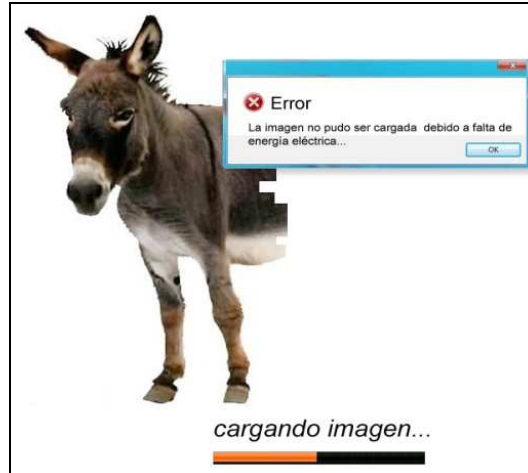 Error
La imagen no pudo ser cargada debido a falta de
energía eléctrica...
OK
cargando imagen...